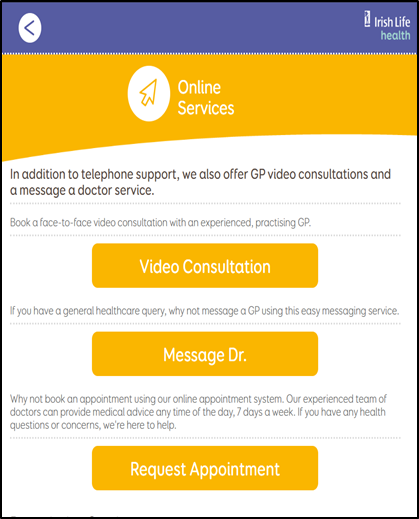 Irish Life
health
Online
Services
In addition to telephone support, we also offer GP video consultations and
a message a doctor service.
Book a face-to-face video consultation with an experienced, practising GP.
Video Consultation
If you have a general healthcare query, why not message a GP using this easy messaging service.
Message Dr.
Why not book an appointment using our online appointment system. Our experienced team of
doctors can provide medical advice any time of the day, 7 days a week. If you have any health
questions or concerns, we're here to help.
Request Appointment